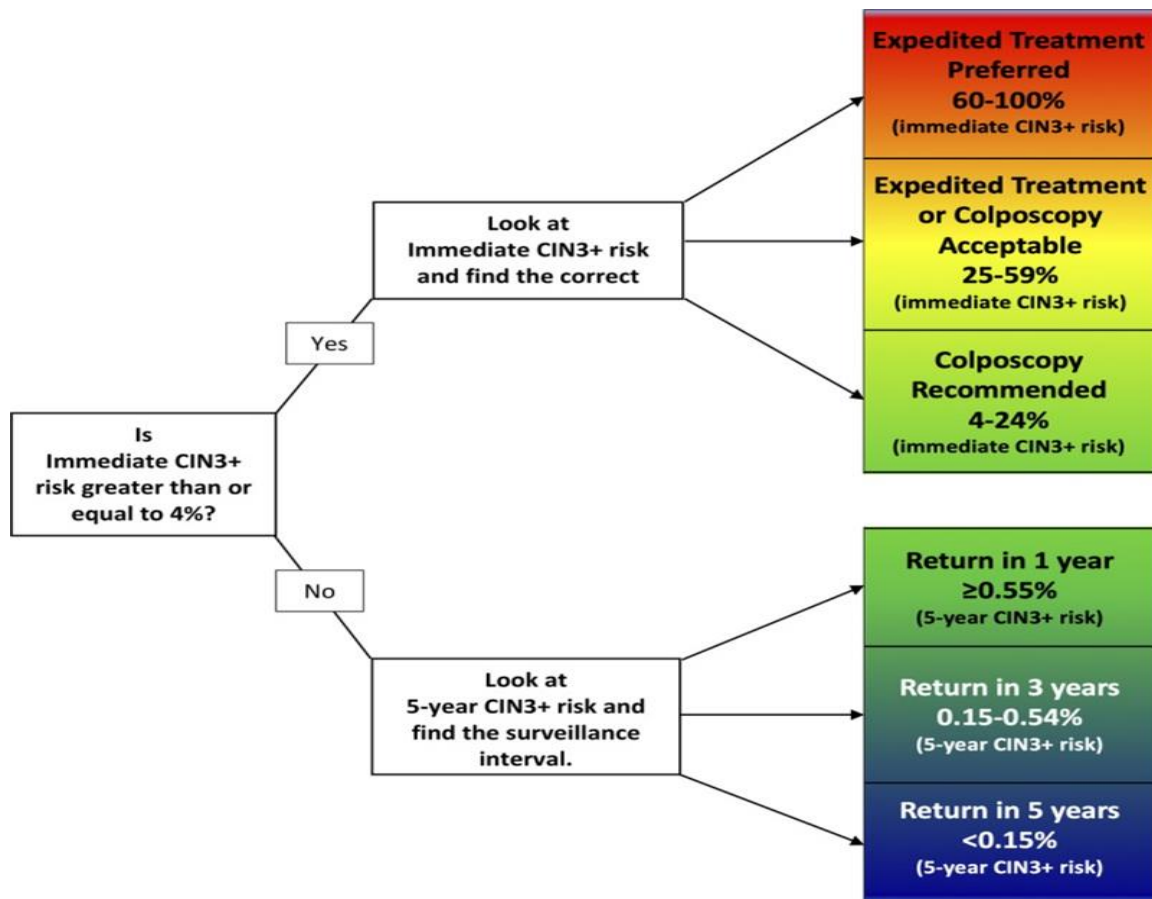 Is
Immediate CIN3+
risk greater than or
equal to 4%?
Yes
Look at
Immediate CIN3+ risk
and find the correct
Expedited Treatment
Preferred
60-100%
(immediate CIN3+ risk)
Expedited Treatment
or Colposcopy
Acceptable
25-59%
(immediate CIN3+ risk)
Colposcopy
Recommended
4-24%
(immediate CIN3+ risk)
No
Look at
5-year CIN3+ risk and
find the surveillance
interval.
Return in 1 year
≥0.55%
(5-year CIN3+ risk)
Return in 3 years
0.15-0.54%
(5-year CIN3+ risk)
Return in 5 years
<0.15%
(5-year CIN3+ risk)